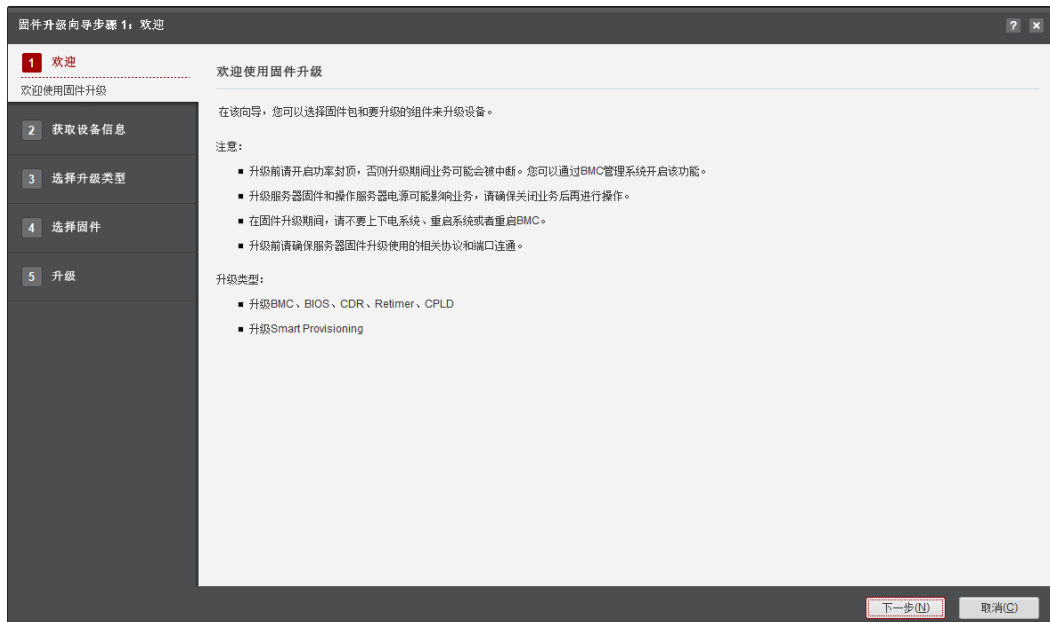 固件升级向导步骤 1：欢迎
? ×
1 欢迎
欢迎使用固件升级
2 获取设备信息
3 选择升级类型
4 选择固件
5 升级
欢迎使用固件升级
在该向导，您可以选择固件包和要升级的组件来升级设备。
注意：
■ 升级前请开启功率封顶，否则升级期间业务可能会被中断。您可以通过BMC管理系统开启该功能。
■ 升级服务器固件和操作服务器电源可能影响业务，请确保关闭业务后再进行操作。
■ 在固件升级期间，请不要上下电系统、重启系统或者重启BMC。
■ 升级前请确保服务器固件升级使用的相关协议和端口连通。
升级类型：
■ 升级BMC、BIOS、CDR、Retimer、CPLD
■ 升级Smart Provisioning
下一步(N) 取消(C)